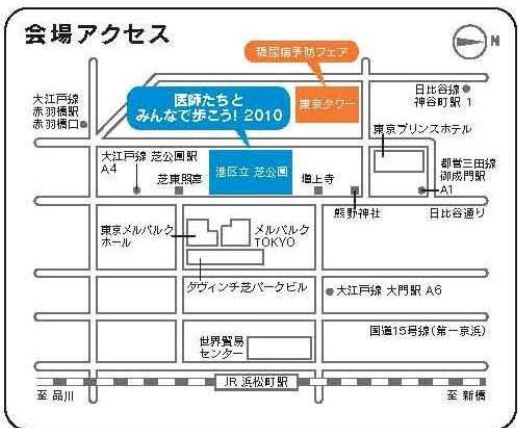 会場アクセス
N
糖尿病予防フェア
東京タワー
日比谷線
神谷町駅 1
大江戸線
赤羽橋駅
赤羽橋口
医師たちと
みんなで歩こう! 2010
東京プリンスホテル
大江戸線 芝公園駅
A4
芝東照宮
港区立 芝公園
増上寺
都営三田線
御成門駅
A1
熊野神社
日比谷通り
東京メルパルク
ホール
メルパルク
TOKYO
ダヴィンチ芝パークビル
大江戸線 大門駅 A6
世界貿易
センター
国道15号線(第一京浜)
JR 浜松町駅
至 品川
至 新橋